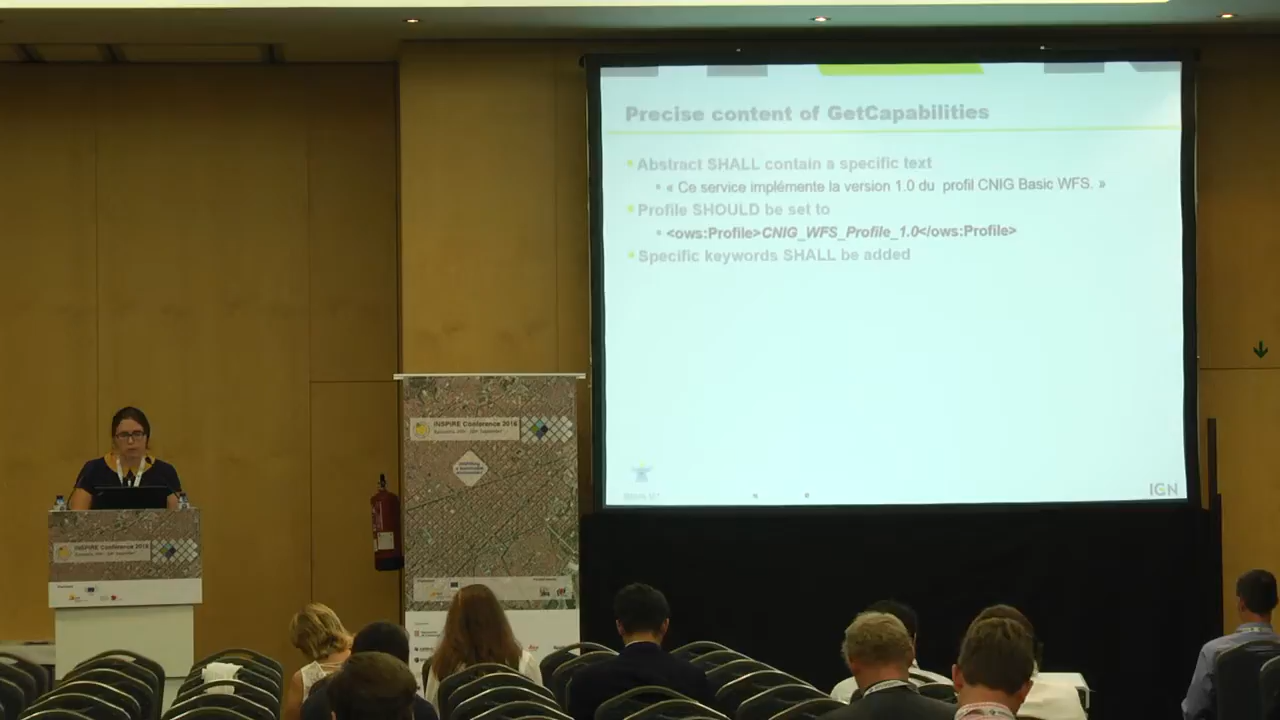 Precise content of GetCapabilities
Abstract SHALL contain a specific text
« Ce service implémente la version 1.0 du profil CNIG Basic WFS. »
Profile SHOULD be set to
<ows:Profile>CNIG_WFS_Profile_1.0</ows:Profile>
Specific keywords SHALL be added
IGN
INSPIRE Conference 2016
INSPIRE Conference 2016